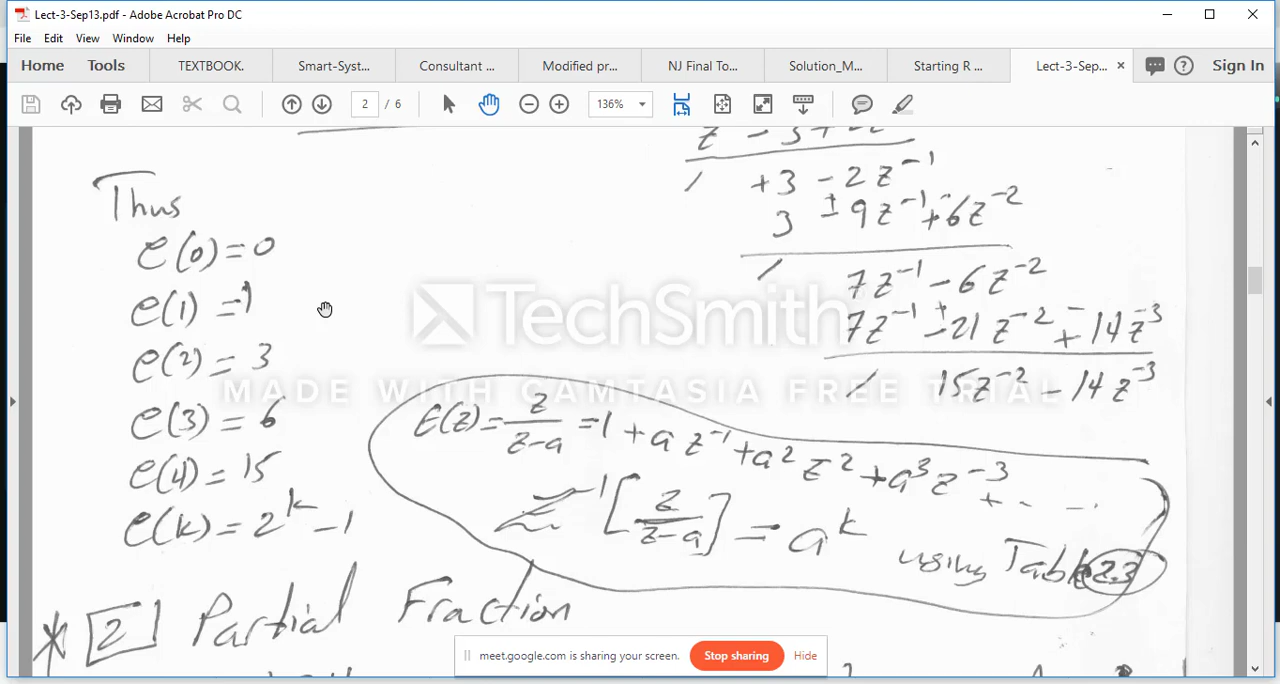 Lect-3-Sep13.pdf - Adobe Acrobat Pro DC
File Edit View Window Help
Home Tools TEXTBOOK. Smart-Syst... Consultant ... Modified pr... NJ Final To... Solution_M... Starting R ... Lect-3-Sep... × Sign In
2 / 6 136%
z - 3 + 2z
+3 - 2z⁻¹
3 ± 9z⁻¹ + 6z⁻²
7z⁻¹ - 6z⁻²
7z⁻¹ - 21z⁻² + 14z⁻³
15z⁻² - 14z⁻³
Thus
e(0) = 0
e(1) = 1
e(2) = 3
e(3) = 6
e(4) = 15
e(k) = 2ᵏ - 1
E(z) = z/(z-a) = 1 + a z⁻¹ + a² z⁻² + a³ z⁻³ + - . . .
Z⁻¹ [z/(z-a)] = aᵏ using Table 2.3
TechSmith
MADE WITH CAMTASIA FREE TRIAL
* [2] Partial Fraction
meet.google.com is sharing your screen. Stop sharing Hide